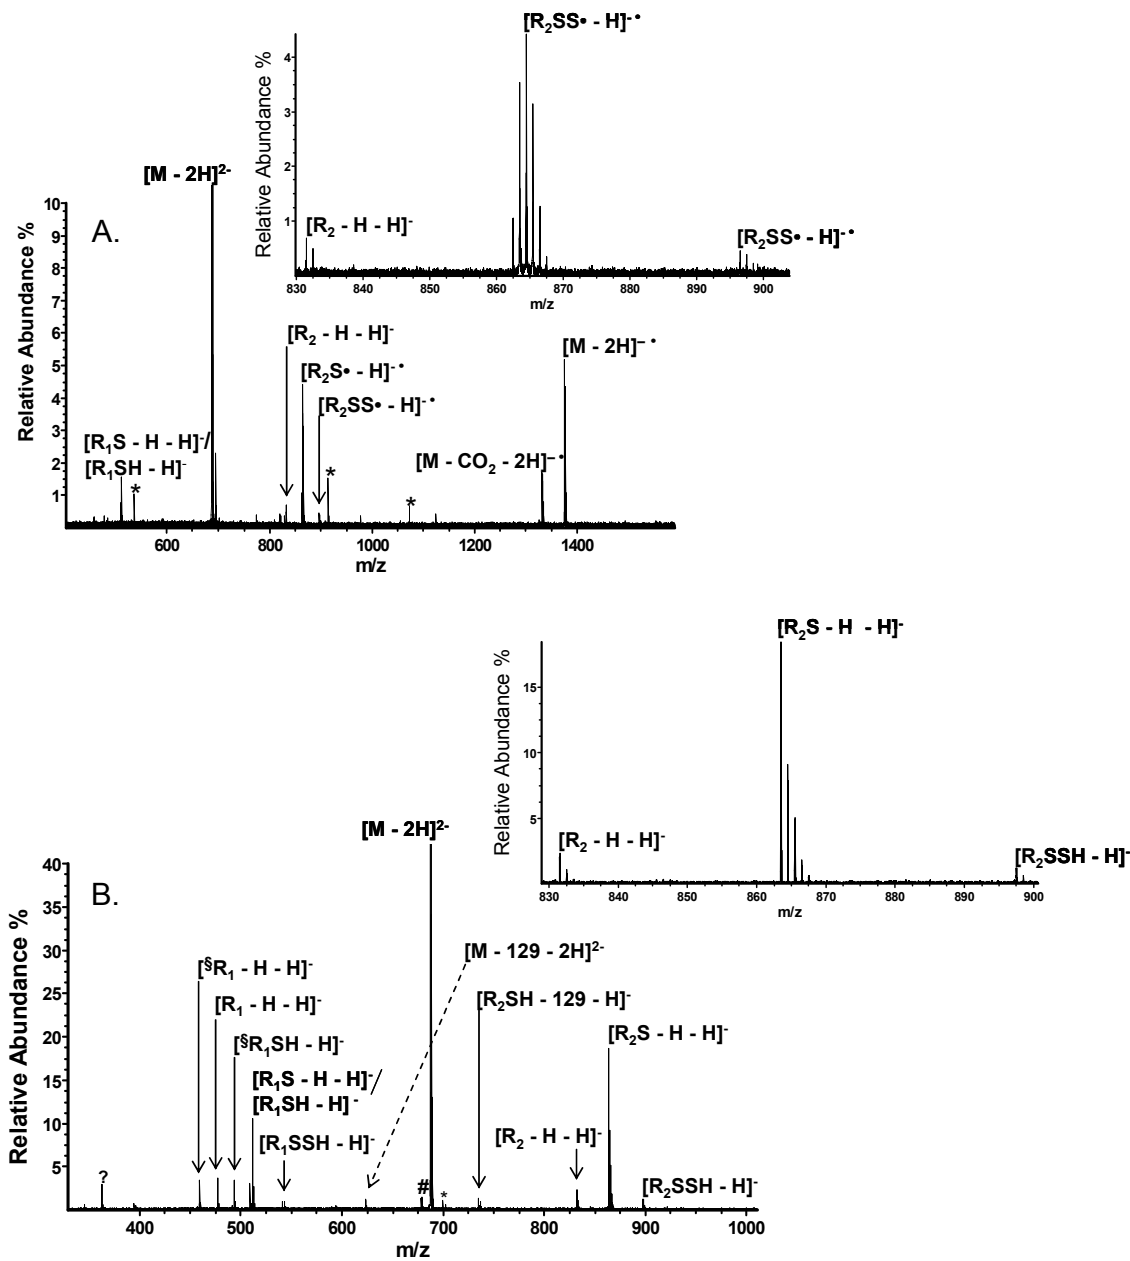 [R₂SS• - H]⁻•
Relative Abundance %
4
3
2
1
[R₂ - H - H]⁻
[R₂SS• - H]⁻•
830 840 850 860 870 880 890 900
m/z
A.
[M - 2H]²⁻
Relative Abundance %
10
9
8
7
6
5
4
3
2
1
[R₂ - H - H]⁻
[R₂S• - H]⁻•
[R₂SS• - H]⁻•
[M - 2H]⁻•
[M - CO₂ - 2H]⁻•
[R₁S - H - H]⁻/
[R₁SH - H]⁻
*
*
*
600 800 1000 1200 1400
m/z
[R₂S - H - H]⁻
Relative Abundance %
15
10
5
[R₂ - H - H]⁻
[R₂SSH - H]⁻
830 840 850 860 870 880 890 900
m/z
B.
[M - 2H]²⁻
Relative Abundance %
40
35
30
25
20
15
10
5
[§R₁ - H - H]⁻
[R₁ - H - H]⁻
[§R₁SH - H]⁻
[R₁S - H - H]⁻/
[R₁SH - H]⁻
[R₁SSH - H]⁻
[M - 129 - 2H]²⁻
[R₂SH - 129 - H]⁻
[R₂S - H - H]⁻
[R₂ - H - H]⁻
[R₂SSH - H]⁻
?
#
*
400 500 600 700 800 900 1000
m/z